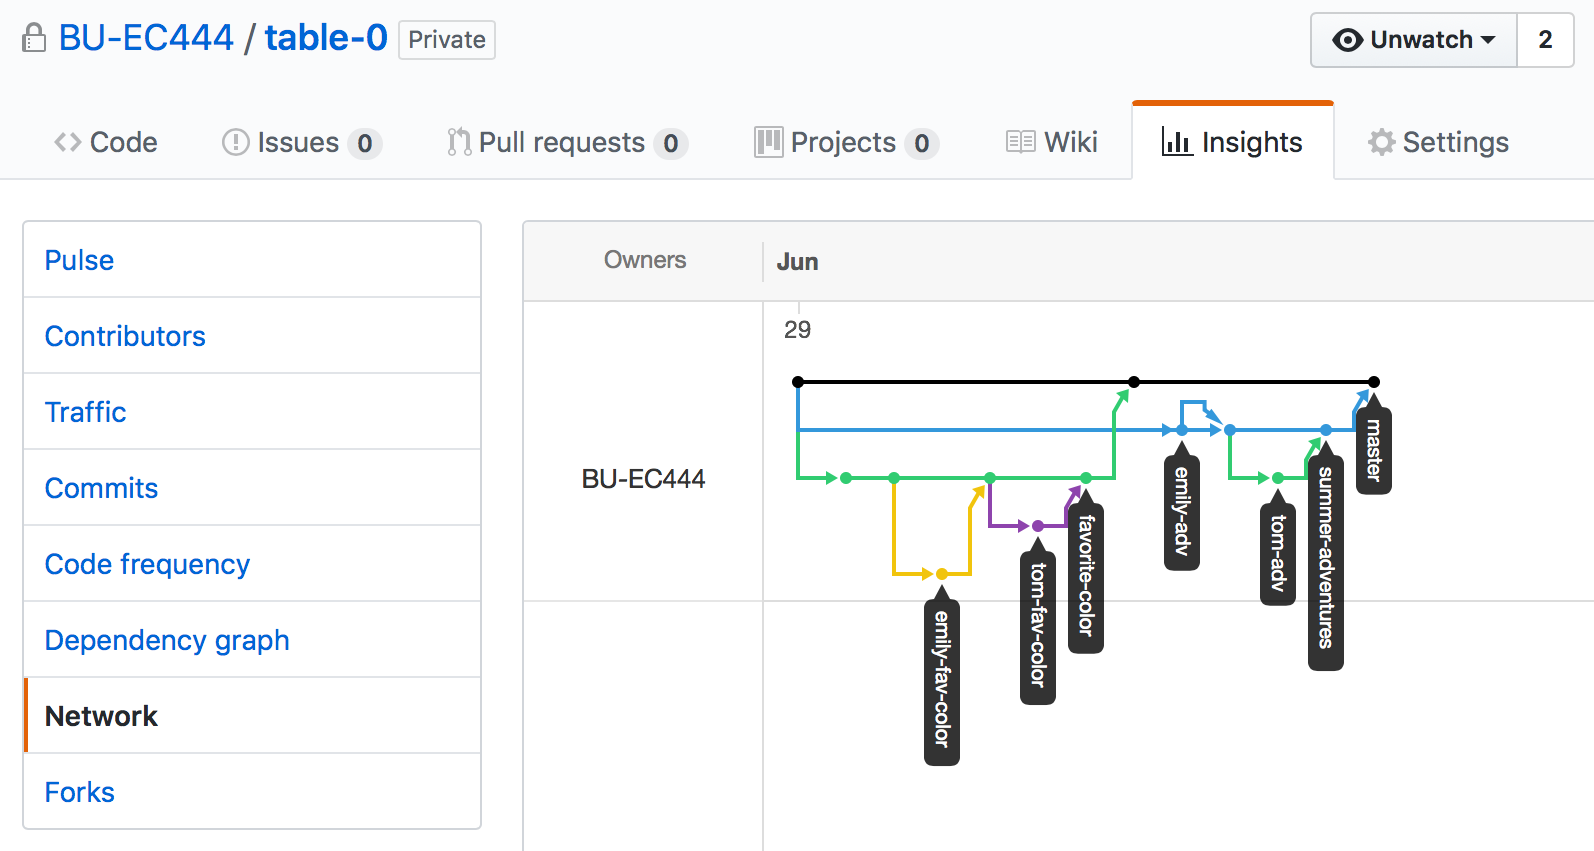 BU-EC444 / table-0 Private
Unwatch 2
Code
Issues 0
Pull requests 0
Projects 0
Wiki
Insights
Settings
Pulse
Contributors
Traffic
Commits
Code frequency
Dependency graph
Network
Forks
Owners
Jun
29
BU-EC444
emily-fav-color
tom-fav-color
favorite-color
emily-adv
tom-adv
summer-adventures
master